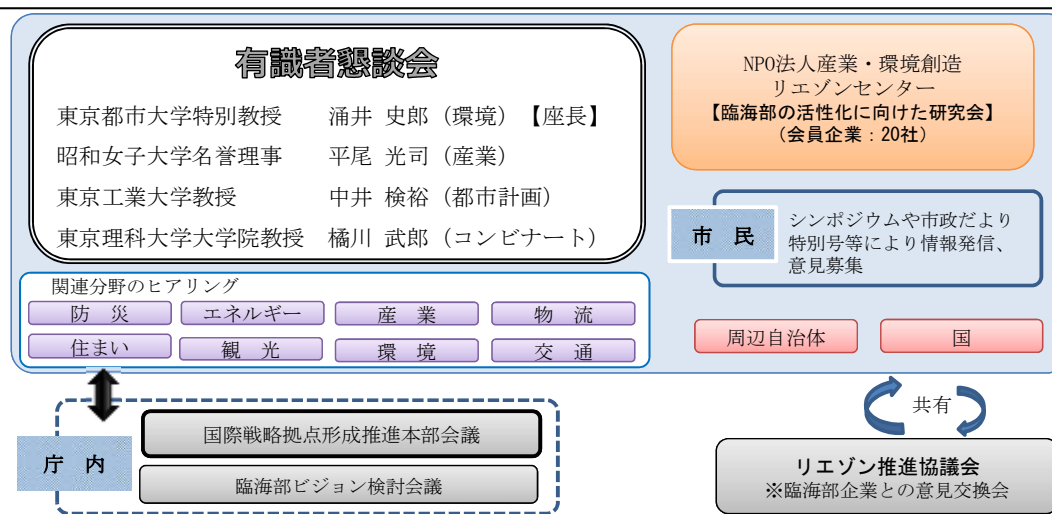 有識者懇談会
東京都市大学特別教授 涌井 史郎（環境）【座長】
昭和女子大学名誉理事 平尾 光司（産業）
東京工業大学教授 中井 検裕（都市計画）
東京理科大学大学院教授 橘川 武郎（コンビナート）
関連分野のヒアリング
防 災 エネルギー 産 業 物 流
住まい 観 光 環 境 交 通
NPO法人産業・環境創造
リエゾンセンター
【臨海部の活性化に向けた研究会】
（会員企業：20社）
市 民
シンポジウムや市政だより
特別号等により情報発信、
意見募集
周辺自治体 国
庁 内
国際戦略拠点形成推進本部会議
臨海部ビジョン検討会議
共有
リエゾン推進協議会
※臨海部企業との意見交換会